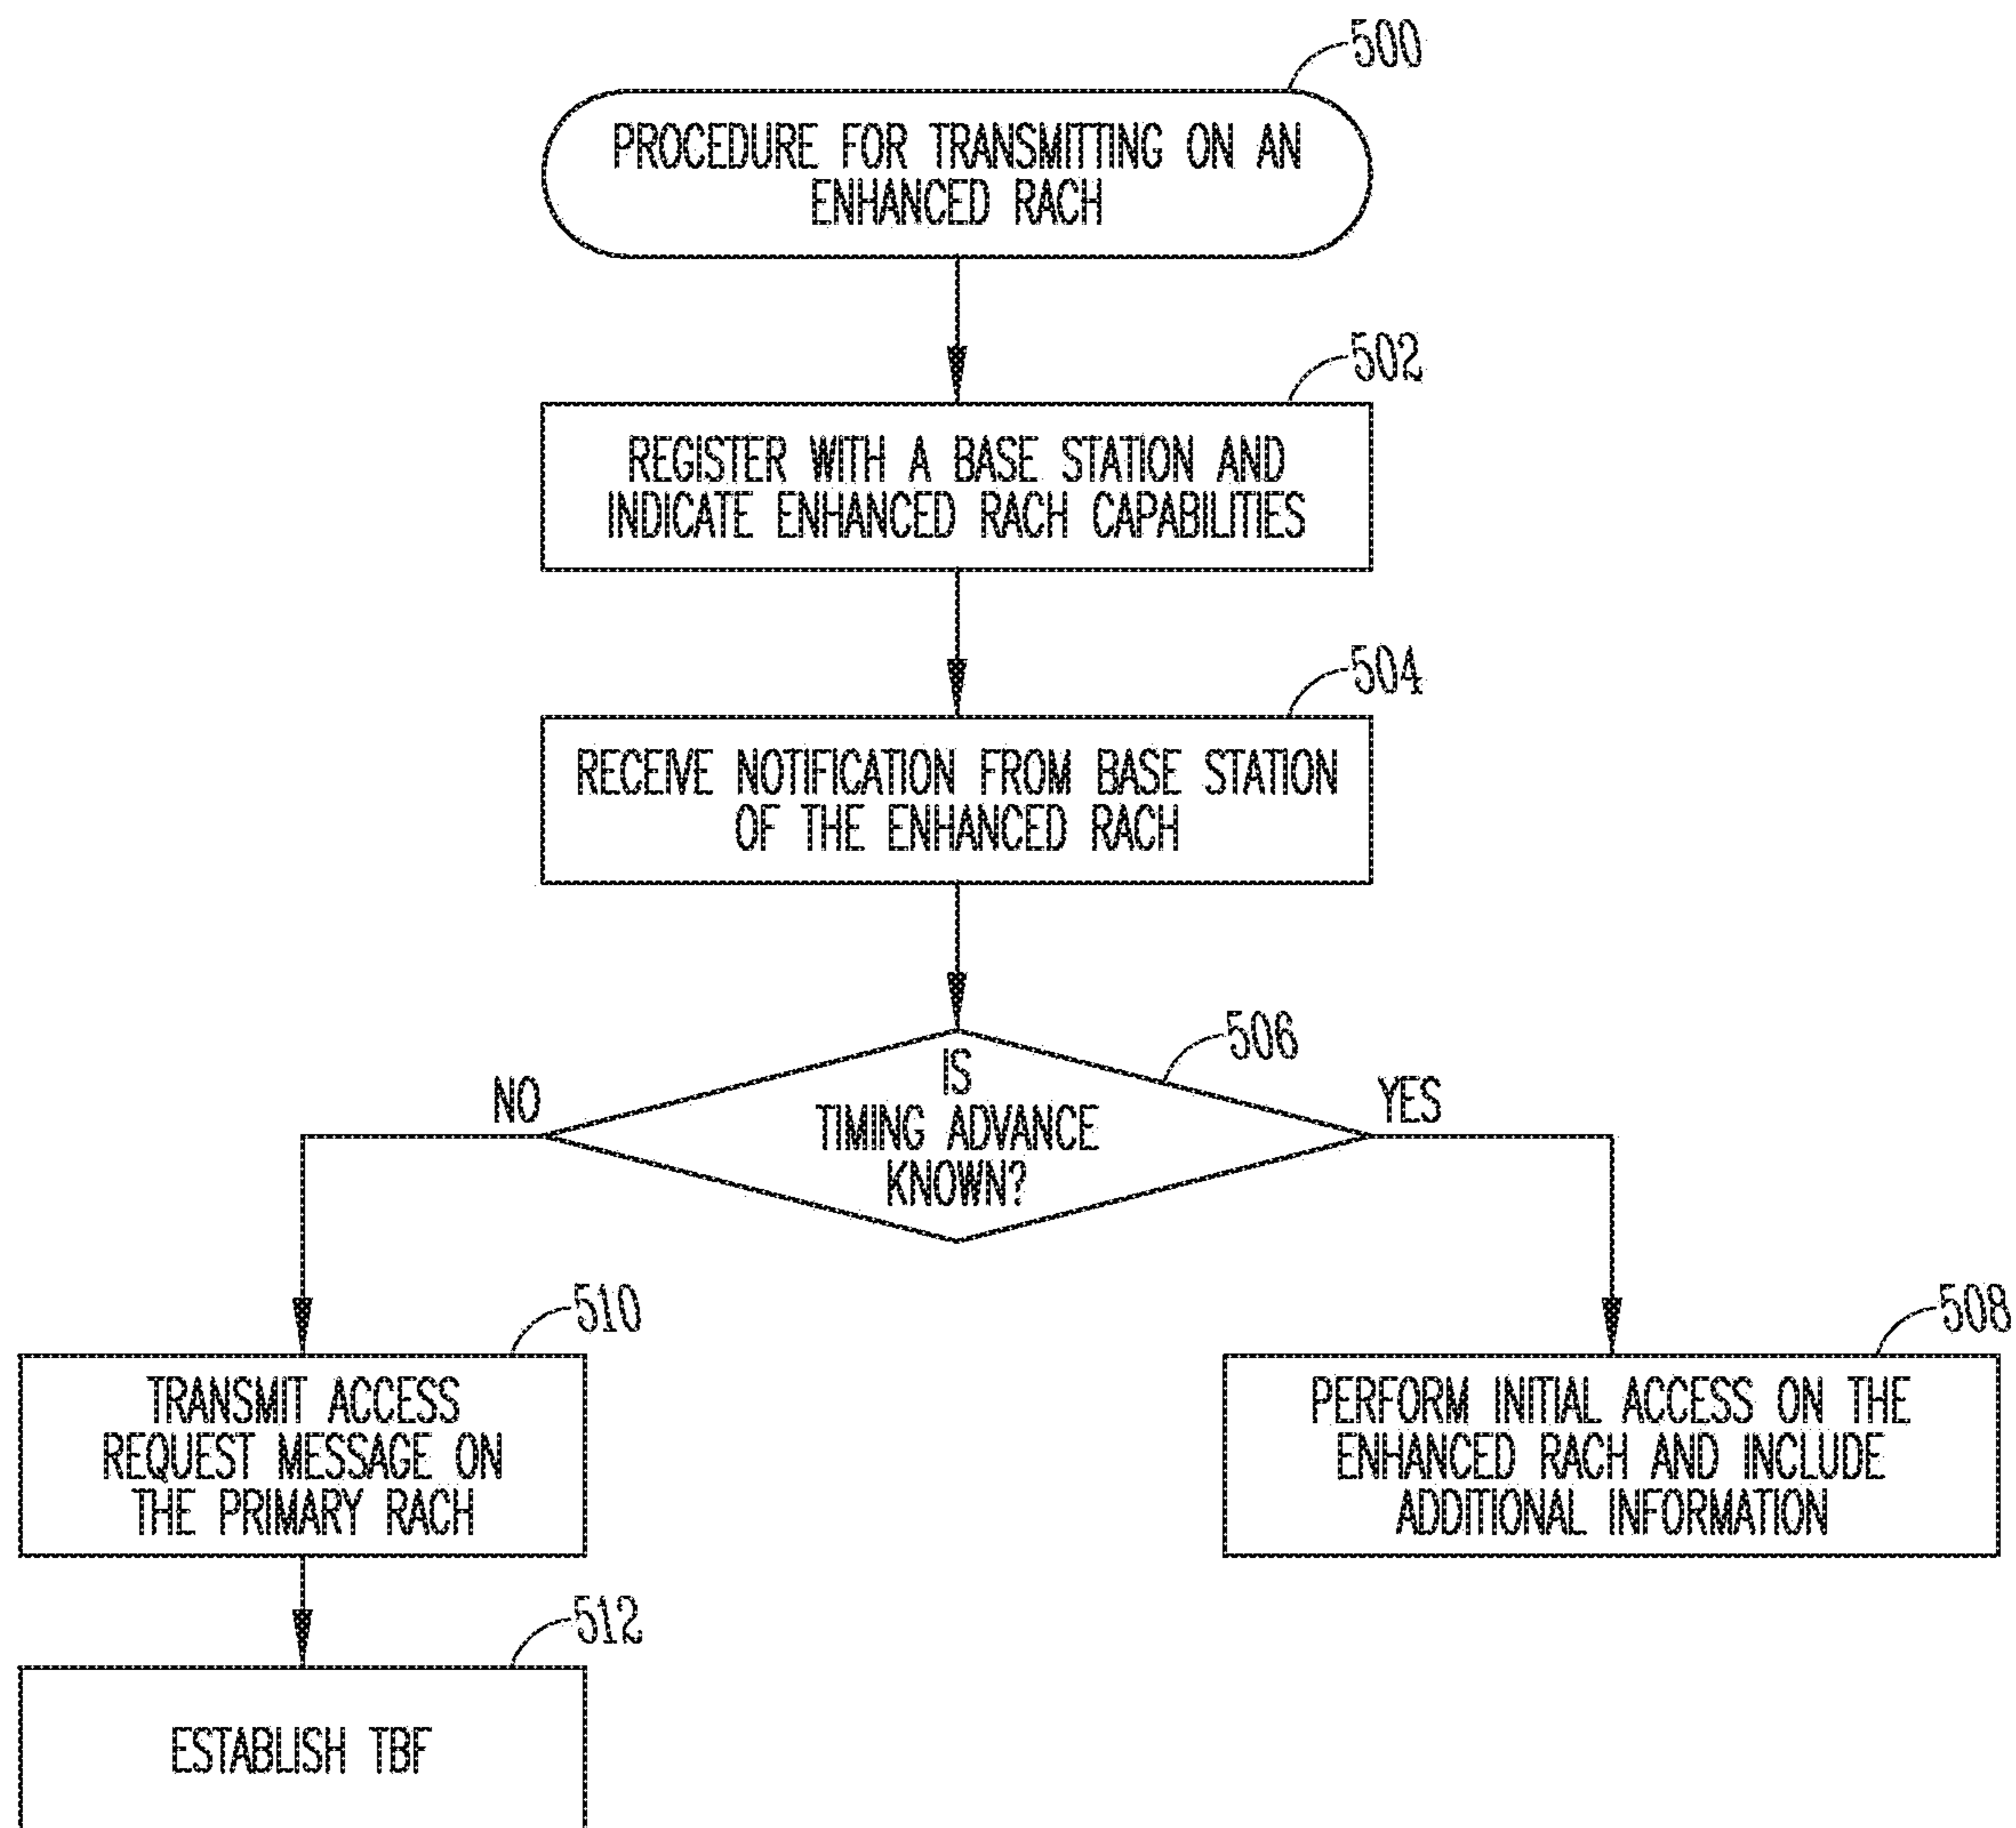 500
PROCEDURE FOR TRANSMITTING ON AN
ENHANCED RACH
502
REGISTER WITH A BASE STATION AND
INDICATE ENHANCED RACH CAPABILITIES
504
RECEIVE NOTIFICATION FROM BASE STATION
OF THE ENHANCED RACH
506
IS
TIMING ADVANCE
KNOWN?
NO
YES
510
TRANSMIT ACCESS
REQUEST MESSAGE ON
THE PRIMARY RACH
508
PERFORM INITIAL ACCESS ON THE
ENHANCED RACH AND INCLUDE
ADDITIONAL INFORMATION
512
ESTABLISH TBF